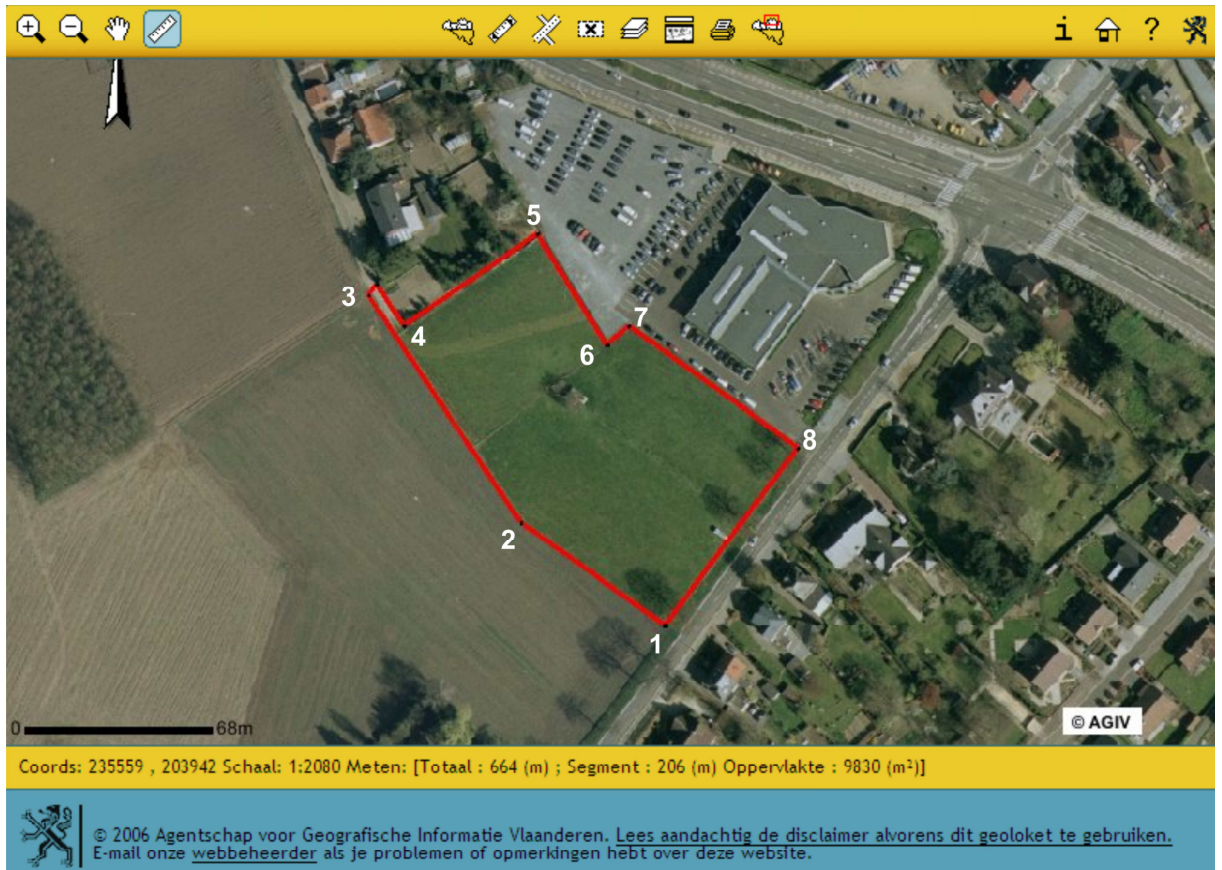 i ?
5
3
4
7
6
8
2
1
0 68m
© AGIV
Coords: 235559 , 203942 Schaal: 1:2080 Meten: [Totaal : 664 (m) ; Segment : 206 (m) Oppervlakte : 9830 (m²)]
© 2006 Agentschap voor Geografische Informatie Vlaanderen. Lees aandachtig de disclaimer alvorens dit geoloket te gebruiken.
E-mail onze webbeheerder als je problemen of opmerkingen hebt over deze website.